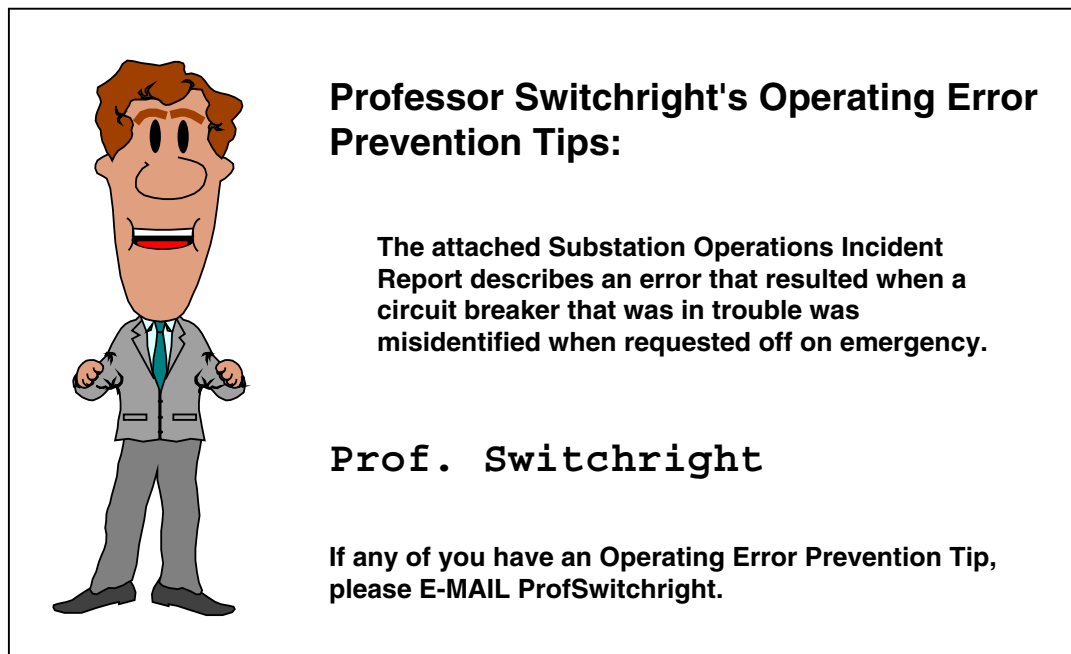 Professor Switchright's Operating Error
Prevention Tips:
The attached Substation Operations Incident
Report describes an error that resulted when a
circuit breaker that was in trouble was
misidentified when requested off on emergency.
Prof. Switchright
If any of you have an Operating Error Prevention Tip,
please E-MAIL ProfSwitchright.